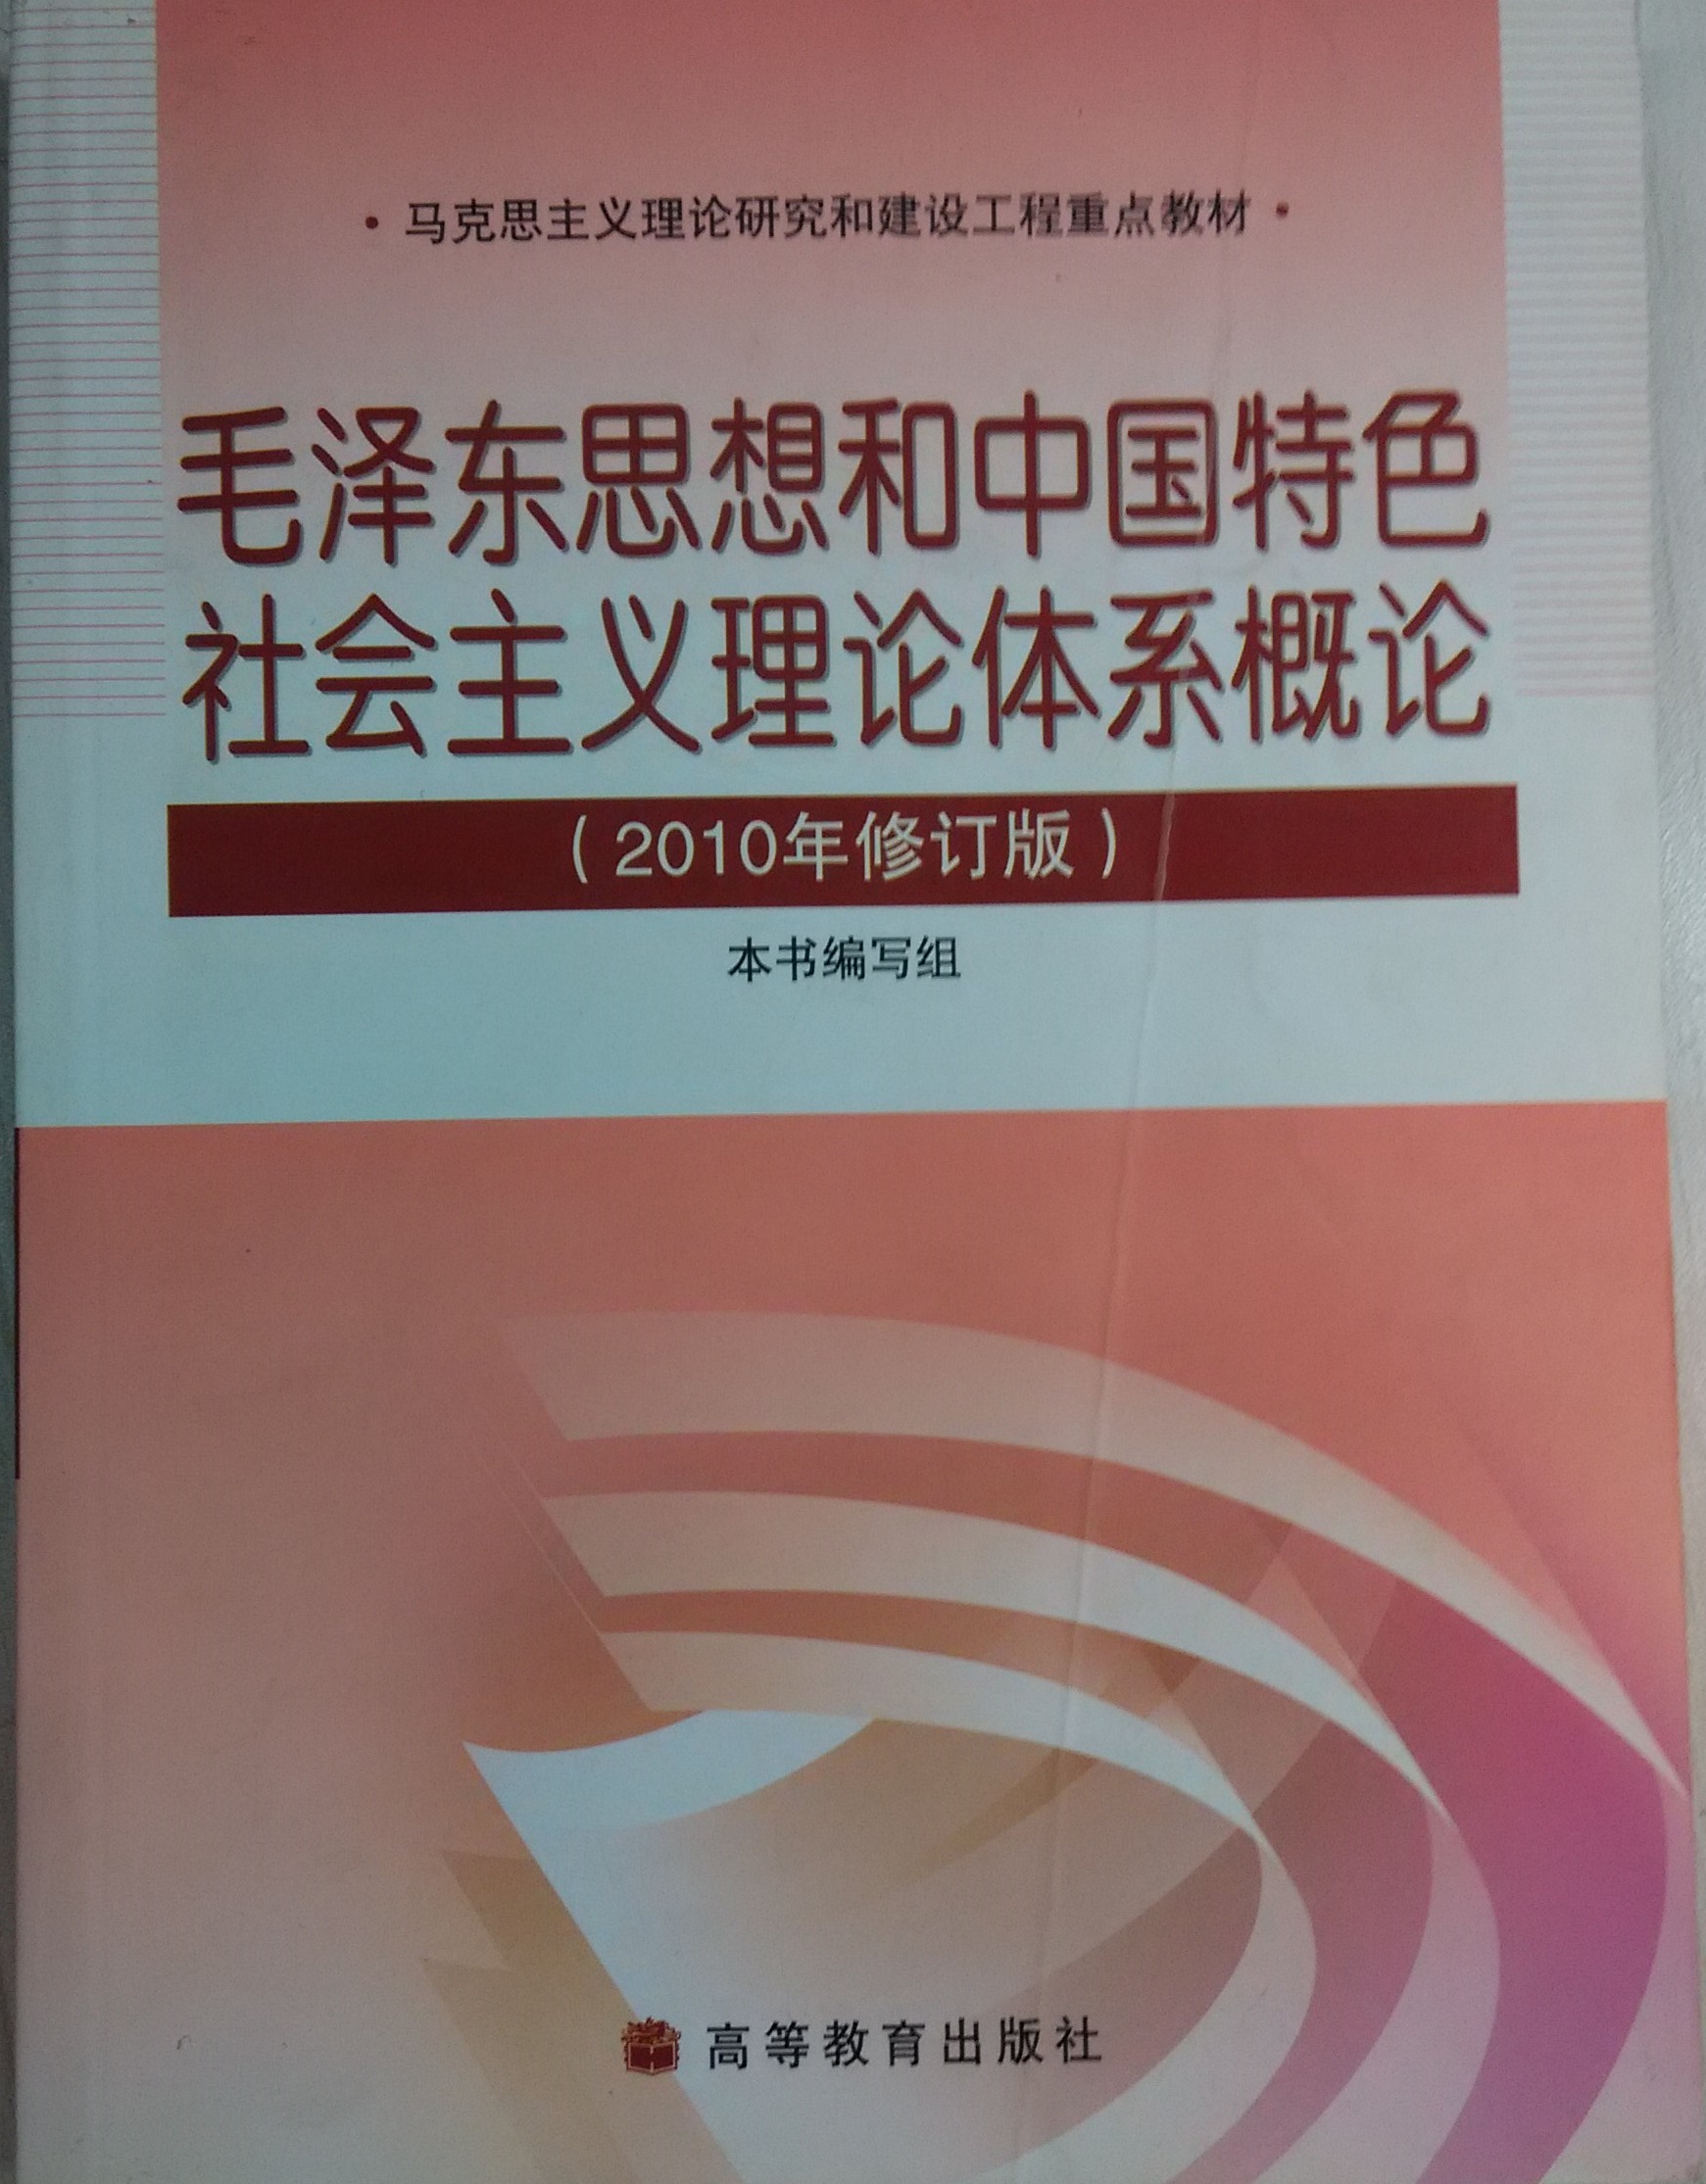 ·马克思主义理论研究和建设工程重点教材·
毛泽东思想和中国特色
社会主义理论体系概论
(2010年修订版)
本书编写组
高等教育出版社